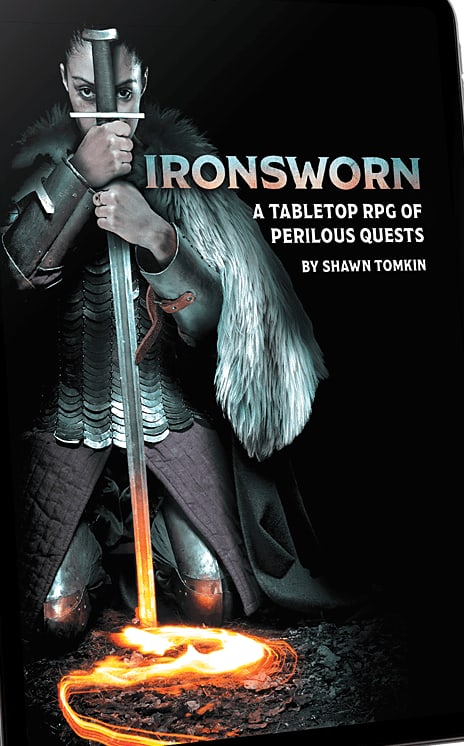 IRONSWORN
A TABLETOP RPG OF
PERILOUS QUESTS
BY SHAWN TOMKIN